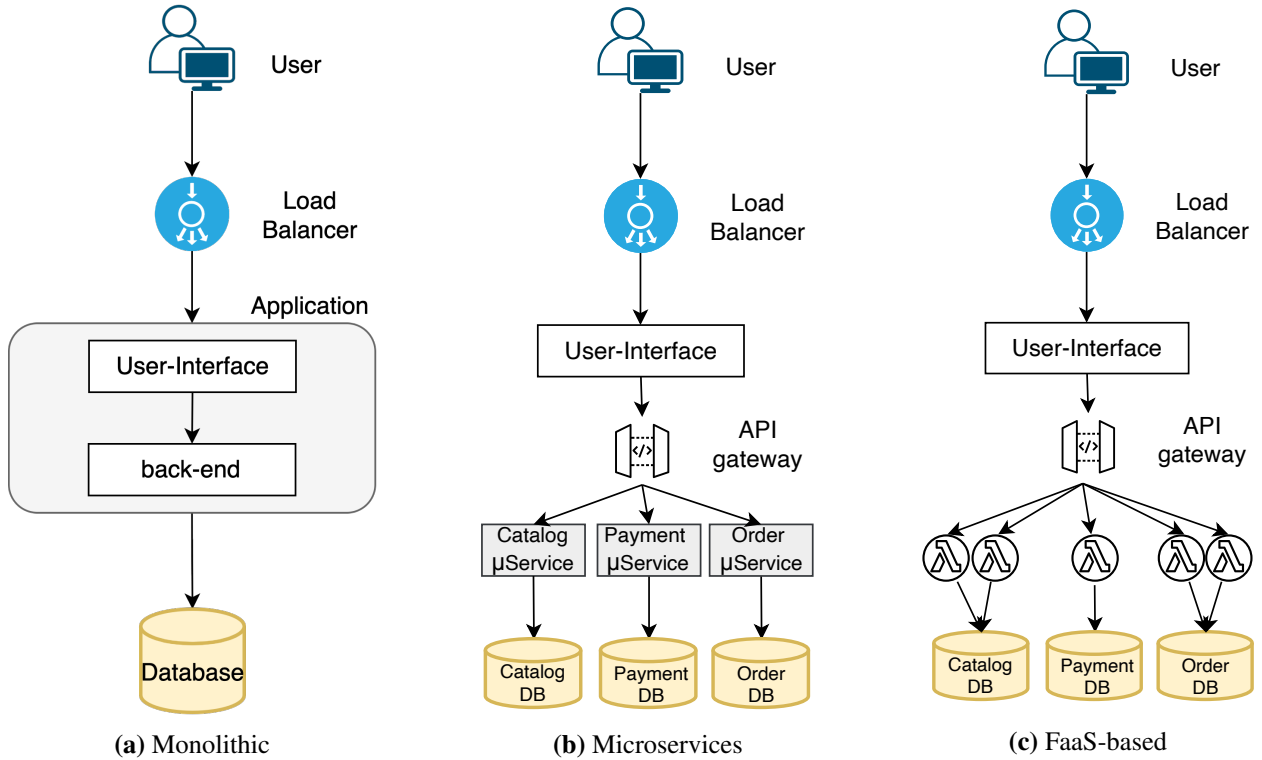 User
Load
Balancer
Application
User-Interface
back-end
Database
(a) Monolithic
User
Load
Balancer
User-Interface
</>
API
gateway
Catalog
µService
Payment
µService
Order
µService
Catalog
DB
Payment
DB
Order
DB
(b) Microservices
User
Load
Balancer
User-Interface
</>
API
gateway
λ
λ
λ
λ
λ
Catalog
DB
Payment
DB
Order
DB
(c) FaaS-based